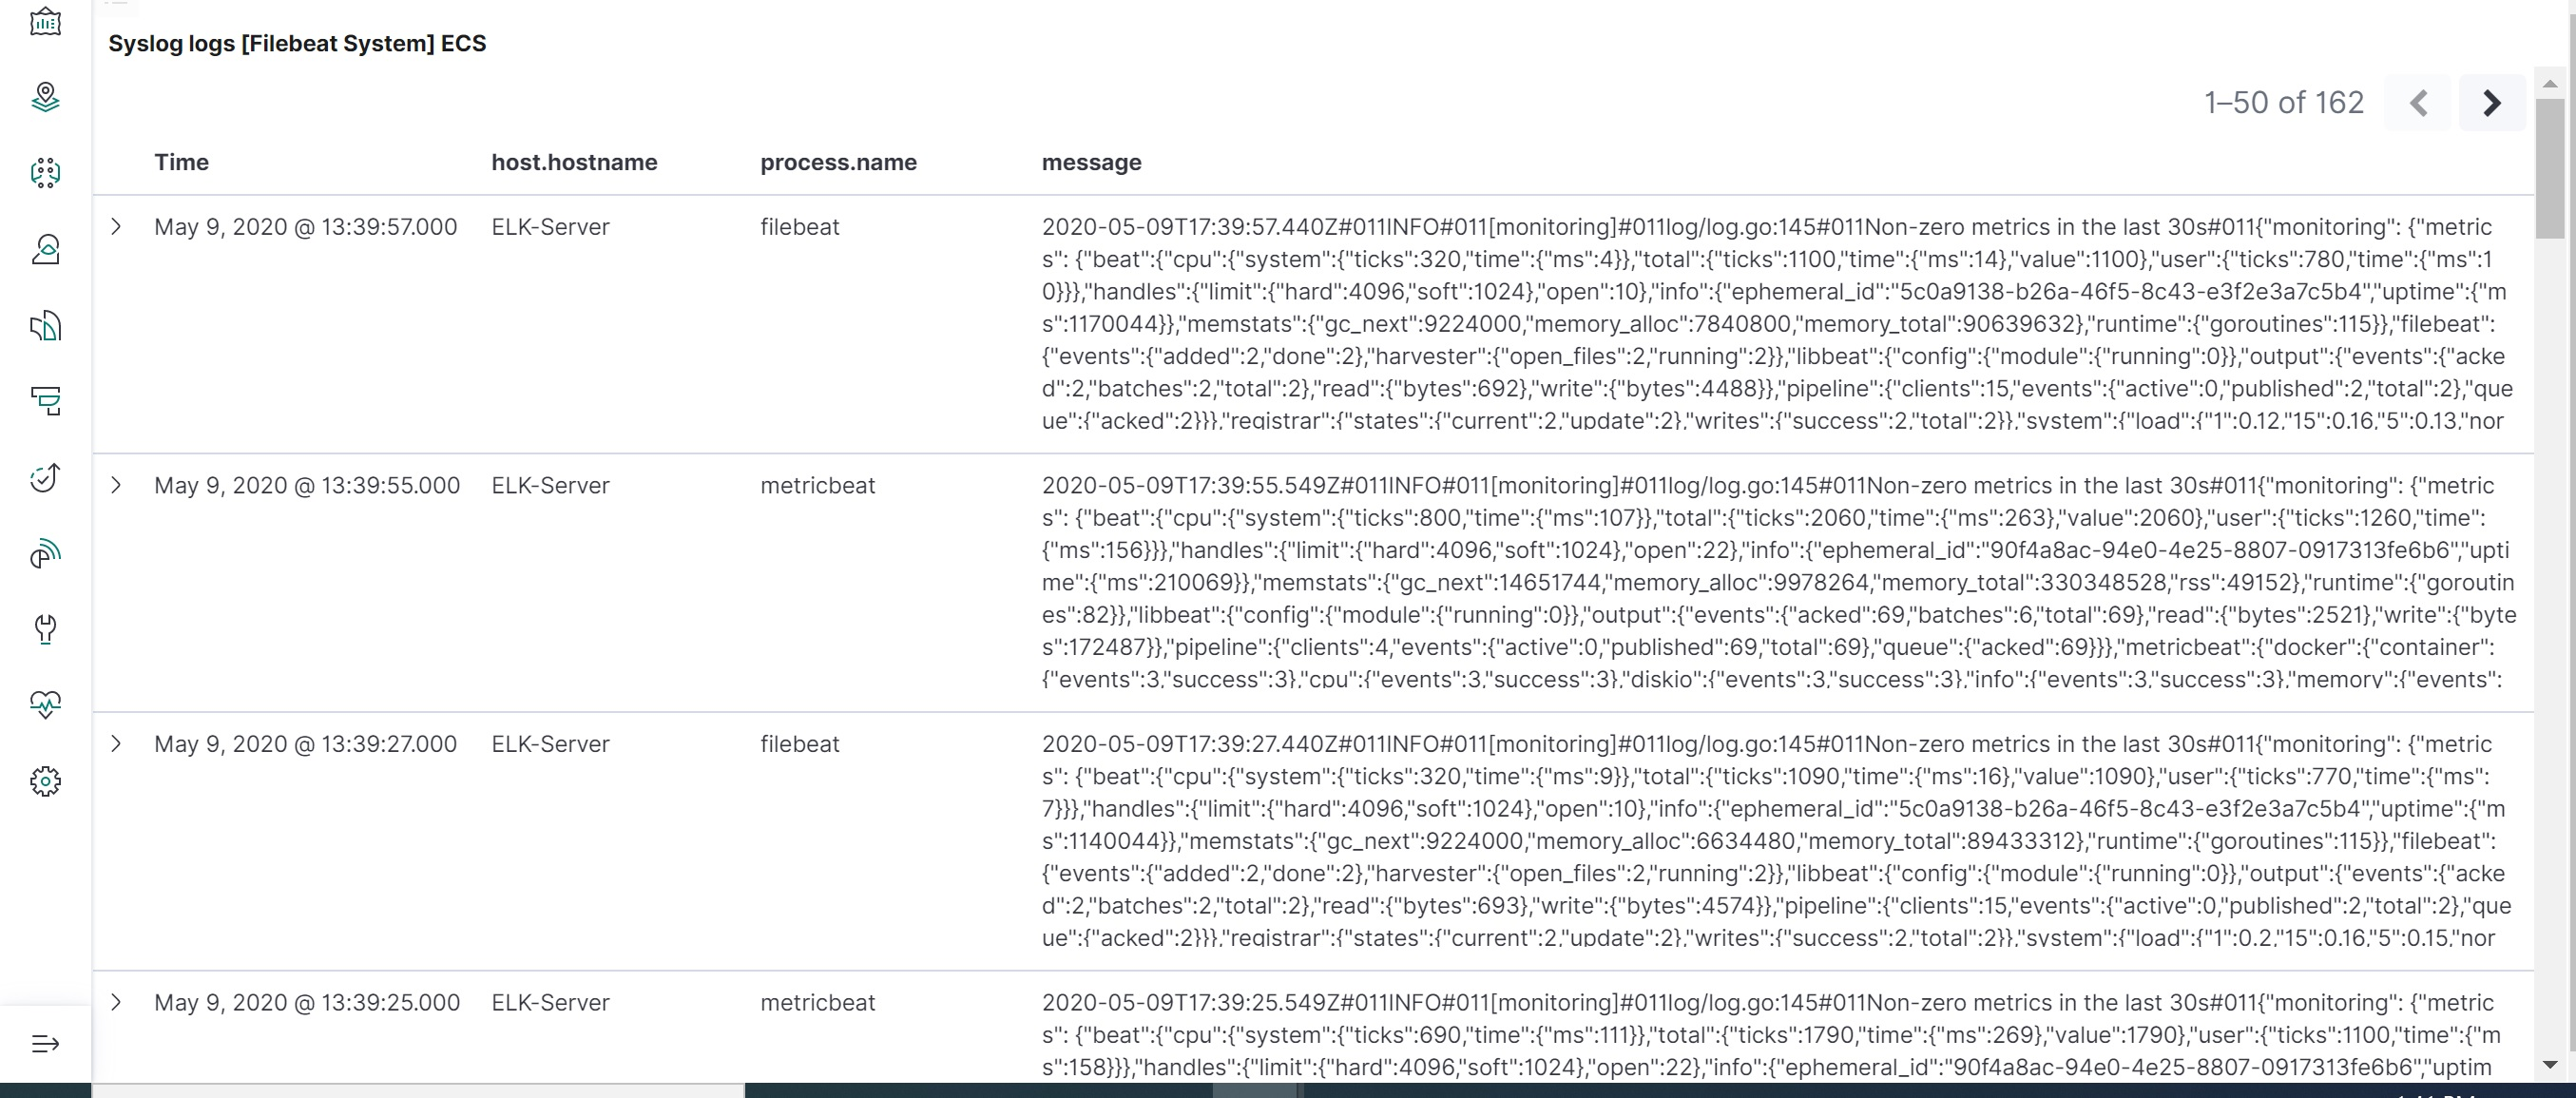 Syslog logs [Filebeat System] ECS
1–50 of 162
Time host.hostname process.name message
May 9, 2020 @ 13:39:57.000 ELK-Server filebeat 2020-05-09T17:39:57.440Z#011INFO#011[monitoring]#011log/log.go:145#011Non-zero metrics in the last 30s#011{"monitoring": {"metric
s": {"beat":{"cpu":{"system":{"ticks":320,"time":{"ms":4}},"total":{"ticks":1100,"time":{"ms":14},"value":1100},"user":{"ticks":780,"time":{"ms":1
0}}},"handles":{"limit":{"hard":4096,"soft":1024},"open":10},"info":{"ephemeral_id":"5c0a9138-b26a-46f5-8c43-e3f2e3a7c5b4","uptime":{"m
s":1170044}},"memstats":{"gc_next":9224000,"memory_alloc":7840800,"memory_total":90639632},"runtime":{"goroutines":115}},"filebeat":
{"events":{"added":2,"done":2},"harvester":{"open_files":2,"running":2}},"libbeat":{"config":{"module":{"running":0}},"output":{"events":{"acke
d":2,"batches":2,"total":2},"read":{"bytes":692},"write":{"bytes":4488}},"pipeline":{"clients":15,"events":{"active":0,"published":2,"total":2},"que
ue":{"acked":2}}},"registrar":{"states":{"current":2,"update":2},"writes":{"success":2,"total":2}},"system":{"load":{"1":0.12,"15":0.16,"5":0.13,"nor
May 9, 2020 @ 13:39:55.000 ELK-Server metricbeat 2020-05-09T17:39:55.549Z#011INFO#011[monitoring]#011log/log.go:145#011Non-zero metrics in the last 30s#011{"monitoring": {"metric
s": {"beat":{"cpu":{"system":{"ticks":800,"time":{"ms":107}},"total":{"ticks":2060,"time":{"ms":263},"value":2060},"user":{"ticks":1260,"time":
{"ms":156}}},"handles":{"limit":{"hard":4096,"soft":1024},"open":22},"info":{"ephemeral_id":"90f4a8ac-94e0-4e25-8807-0917313fe6b6","upti
me":{"ms":210069}},"memstats":{"gc_next":14651744,"memory_alloc":9978264,"memory_total":330348528,"rss":49152},"runtime":{"goroutin
es":82}},"libbeat":{"config":{"module":{"running":0}},"output":{"events":{"acked":69,"batches":6,"total":69},"read":{"bytes":2521},"write":{"byte
s":172487}},"pipeline":{"clients":4,"events":{"active":0,"published":69,"total":69},"queue":{"acked":69}}},"metricbeat":{"docker":{"container":
{"events":3,"success":3},"cpu":{"events":3,"success":3},"diskio":{"events":3,"success":3},"info":{"events":3,"success":3},"memory":{"events":
May 9, 2020 @ 13:39:27.000 ELK-Server filebeat 2020-05-09T17:39:27.440Z#011INFO#011[monitoring]#011log/log.go:145#011Non-zero metrics in the last 30s#011{"monitoring": {"metric
s": {"beat":{"cpu":{"system":{"ticks":320,"time":{"ms":9}},"total":{"ticks":1090,"time":{"ms":16},"value":1090},"user":{"ticks":770,"time":{"ms":
7}}},"handles":{"limit":{"hard":4096,"soft":1024},"open":10},"info":{"ephemeral_id":"5c0a9138-b26a-46f5-8c43-e3f2e3a7c5b4","uptime":{"m
s":1140044}},"memstats":{"gc_next":9224000,"memory_alloc":6634480,"memory_total":89433312},"runtime":{"goroutines":115}},"filebeat":
{"events":{"added":2,"done":2},"harvester":{"open_files":2,"running":2}},"libbeat":{"config":{"module":{"running":0}},"output":{"events":{"acke
d":2,"batches":2,"total":2},"read":{"bytes":693},"write":{"bytes":4574}},"pipeline":{"clients":15,"events":{"active":0,"published":2,"total":2},"que
ue":{"acked":2}}},"registrar":{"states":{"current":2,"update":2},"writes":{"success":2,"total":2}},"system":{"load":{"1":0.2,"15":0.16,"5":0.15,"nor
May 9, 2020 @ 13:39:25.000 ELK-Server metricbeat 2020-05-09T17:39:25.549Z#011INFO#011[monitoring]#011log/log.go:145#011Non-zero metrics in the last 30s#011{"monitoring": {"metric
s": {"beat":{"cpu":{"system":{"ticks":690,"time":{"ms":111}},"total":{"ticks":1790,"time":{"ms":269},"value":1790},"user":{"ticks":1100,"time":{"m
s":158}}},"handles":{"limit":{"hard":4096,"soft":1024},"open":22},"info":{"ephemeral_id":"90f4a8ac-94e0-4e25-8807-0917313fe6b6","uptim